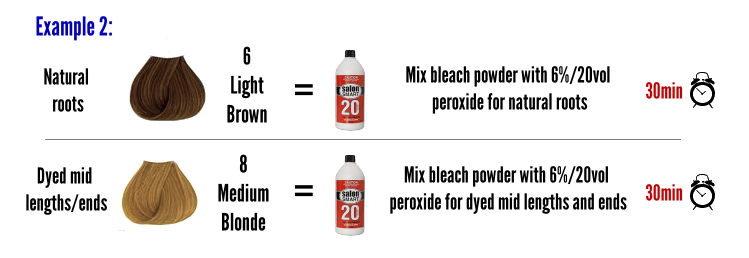 Example 2:
Natural
roots
6
Light
Brown
=
salon
SMART
20
Mix bleach powder with 6%/20vol
peroxide for natural roots
30min
Dyed mid
lengths/ends
8
Medium
Blonde
=
salon
SMART
20
Mix bleach powder with 6%/20vol
peroxide for dyed mid lengths and ends
30min